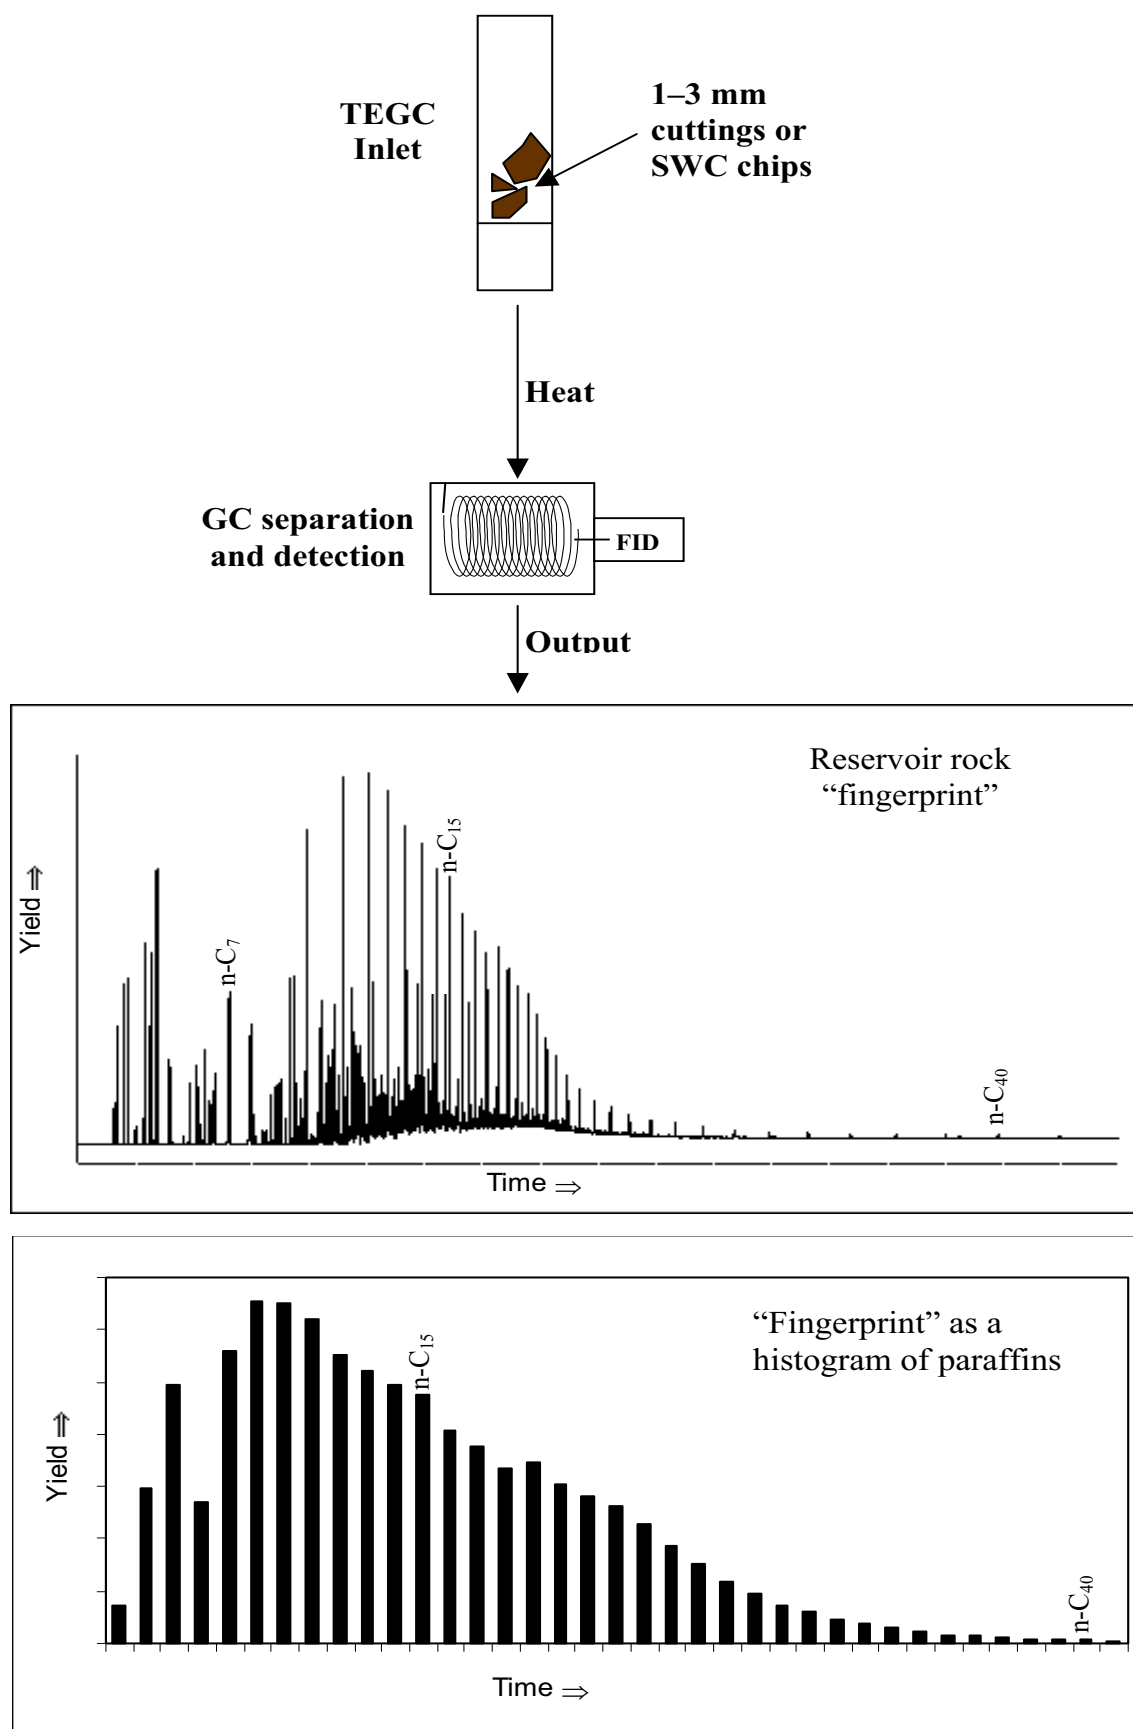 TEGC
Inlet
1–3 mm
cuttings or
SWC chips
Heat
GC separation
and detection
FID
Output
Reservoir rock
“fingerprint”
n-C₁₅
n-C₇
n-C₄₀
Yield ⇒
Time ⇒
“Fingerprint” as a
histogram of paraffins
n-C₁₅
n-C₄₀
Yield ⇒
Time ⇒